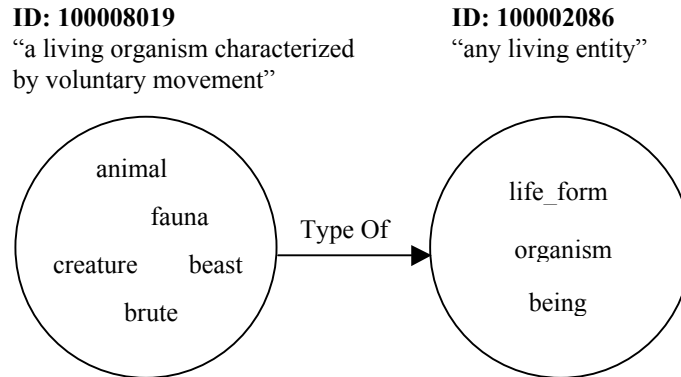 ID: 100008019
“a living organism characterized
by voluntary movement”
ID: 100002086
“any living entity”
animal
fauna
creature beast
brute
Type Of
life_form
organism
being